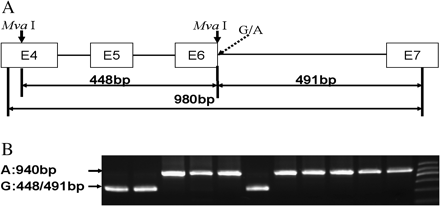 A
Mva I Mva I
G/A
E4 E5 E6 E7
448bp 491bp
980bp
B
A:940bp
G:448/491bp